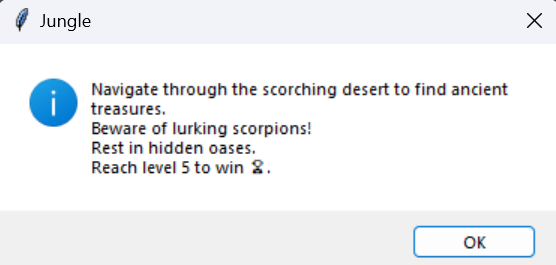 Jungle
Navigate through the scorching desert to find ancient
treasures.
Beware of lurking scorpions!
Rest in hidden oases.
Reach level 5 to win ⌛.
OK